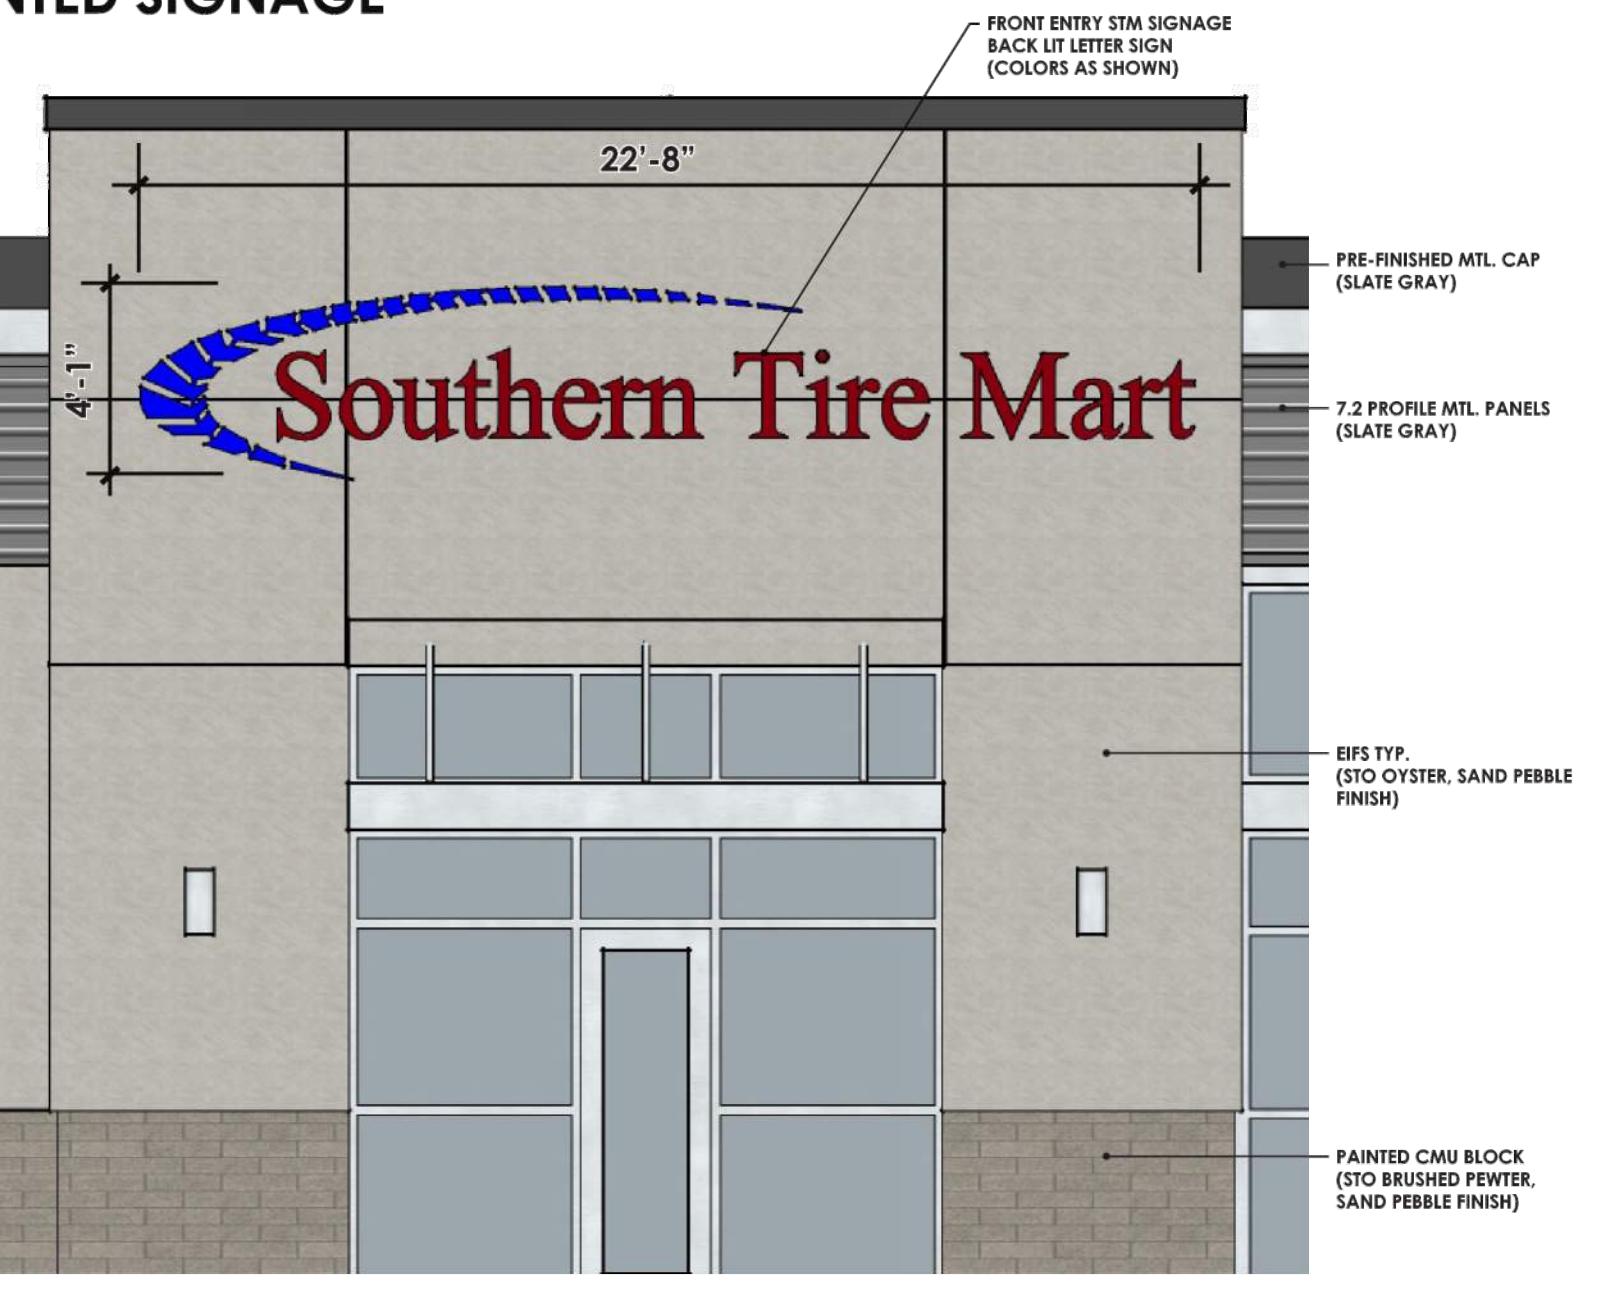 SIGNAGE
FRONT ENTRY STM SIGNAGE
BACK LIT LETTER SIGN
(COLORS AS SHOWN)
22'-8"
4'-1"
Southern Tire Mart
PRE-FINISHED MTL. CAP
(SLATE GRAY)
7.2 PROFILE MTL. PANELS
(SLATE GRAY)
EIFS TYP.
(STO OYSTER, SAND PEBBLE
FINISH)
PAINTED CMU BLOCK
(STO BRUSHED PEWTER,
SAND PEBBLE FINISH)